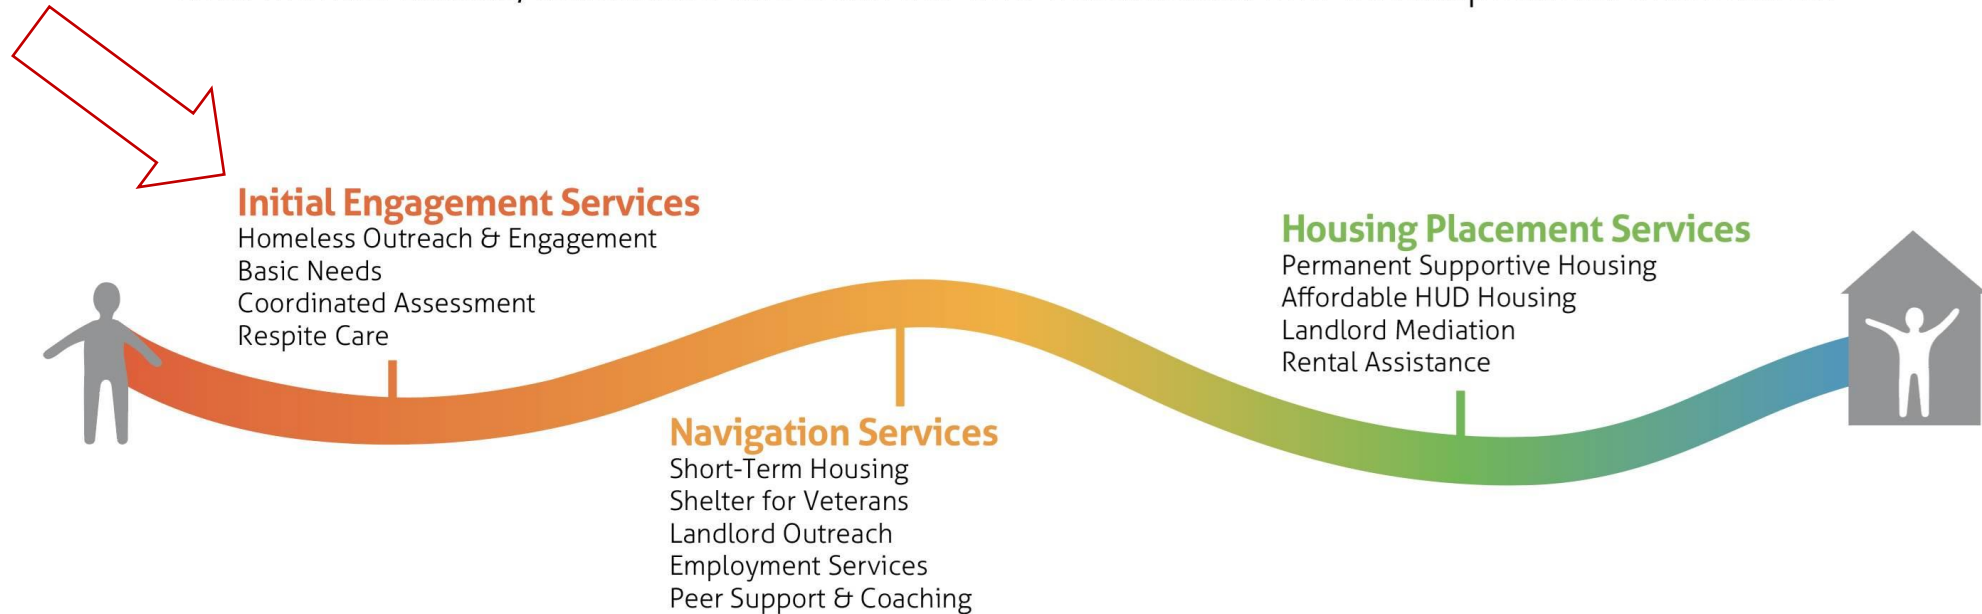 Initial Engagement Services
Homeless Outreach & Engagement
Basic Needs
Coordinated Assessment
Respite Care
Navigation Services
Short-Term Housing
Shelter for Veterans
Landlord Outreach
Employment Services
Peer Support & Coaching
Housing Placement Services
Permanent Supportive Housing
Affordable HUD Housing
Landlord Mediation
Rental Assistance